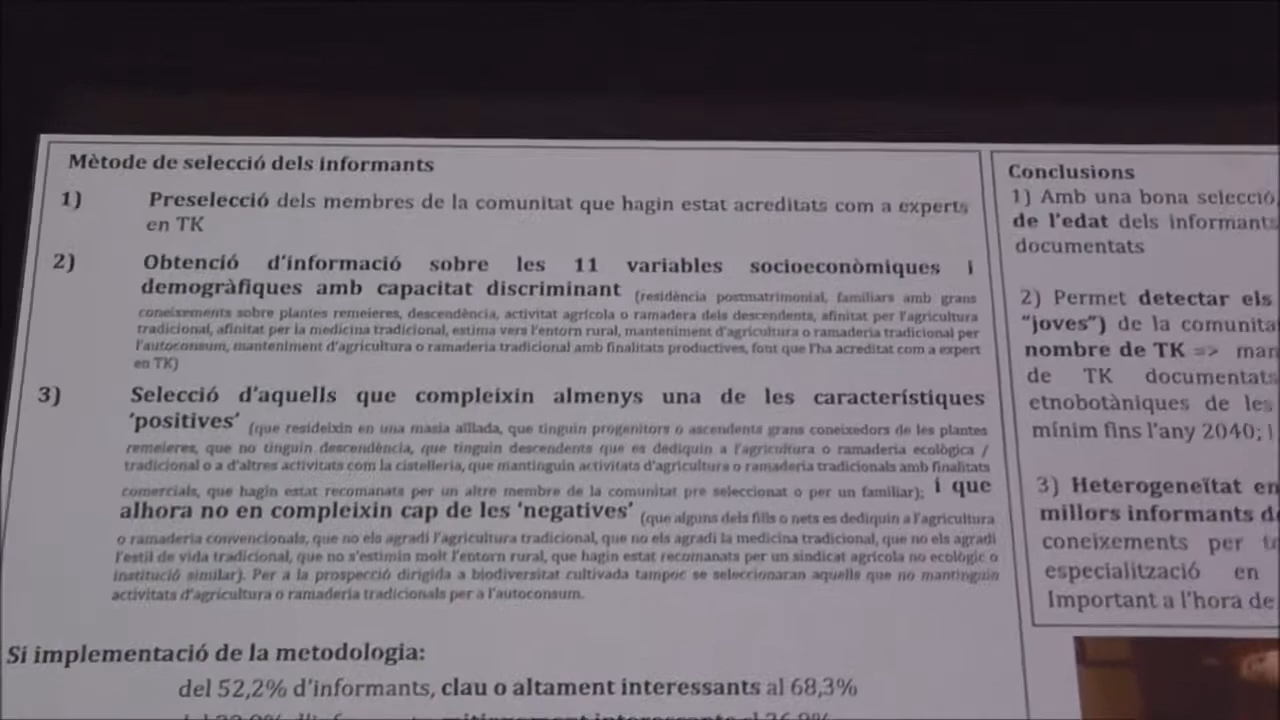 Mètode de selecció dels informants
1) Preselecció dels membres de la comunitat que hagin estat acreditats com a experts
en TK
2) Obtenció d'informació sobre les 11 variables socioeconòmiques i
demogràfiques amb capacitat discriminant (residència postmatrimonial, familiars amb grans
coneixements sobre plantes remeieres, descendència, activitat agrícola o ramadera dels descendents, afinitat per l'agricultura
tradicional, afinitat per la medicina tradicional, estima vers l'entorn rural, manteniment d'agricultura o ramaderia tradicional per
l'autoconsum, manteniment d'agricultura o ramaderia tradicional amb finalitats productives, font que l'ha acreditat com a expert
en TK)
3) Selecció d'aquells que compleixin almenys una de les característiques
'positives' (que resideixin en una masia aïllada, que tinguin progenitors o ascendents grans coneixedors de les plantes
remeieres, que no tinguin descendència, que tinguin descendents que es dediquin a l'agricultura o ramaderia ecològica /
tradicional o a d'altres activitats com la cistelleria, que mantinguin activitats d'agricultura o ramaderia tradicionals amb finalitats
comercials, que hagin estat recomanats per un altre membre de la comunitat pre seleccionat o per un familiar); i que
alhora no en compleixin cap de les 'negatives' (que alguns dels fills o nets es dediquin a l'agricultura
o ramaderia convencionals, que no els agradi l'agricultura tradicional, que no els agradi la medicina tradicional, que no els agradi
l'estil de vida tradicional, que no s'estimin molt l'entorn rural, que hagin estat recomanats per un sindicat agrícola no ecològic o
institució similar). Per a la prospecció dirigida a biodiversitat cultivada tampoc se seleccionaran aquells que no mantinguin
activitats d'agricultura o ramaderia tradicionals per a l'autoconsum.
Si implementació de la metodologia:
del 52,2% d'informants, clau o altament interessants al 68,3%
Conclusions
1) Amb una bona selecció
de l'edat dels informants
documentats
2) Permet detectar els
"joves") de la comunita
nombre de TK => man
de TK documentats
etnobotàniques de les
mínim fins l'any 2040; i
3) Heterogeneïtat en
millors informants de
coneixements per
especialització en
Important a l'hora de